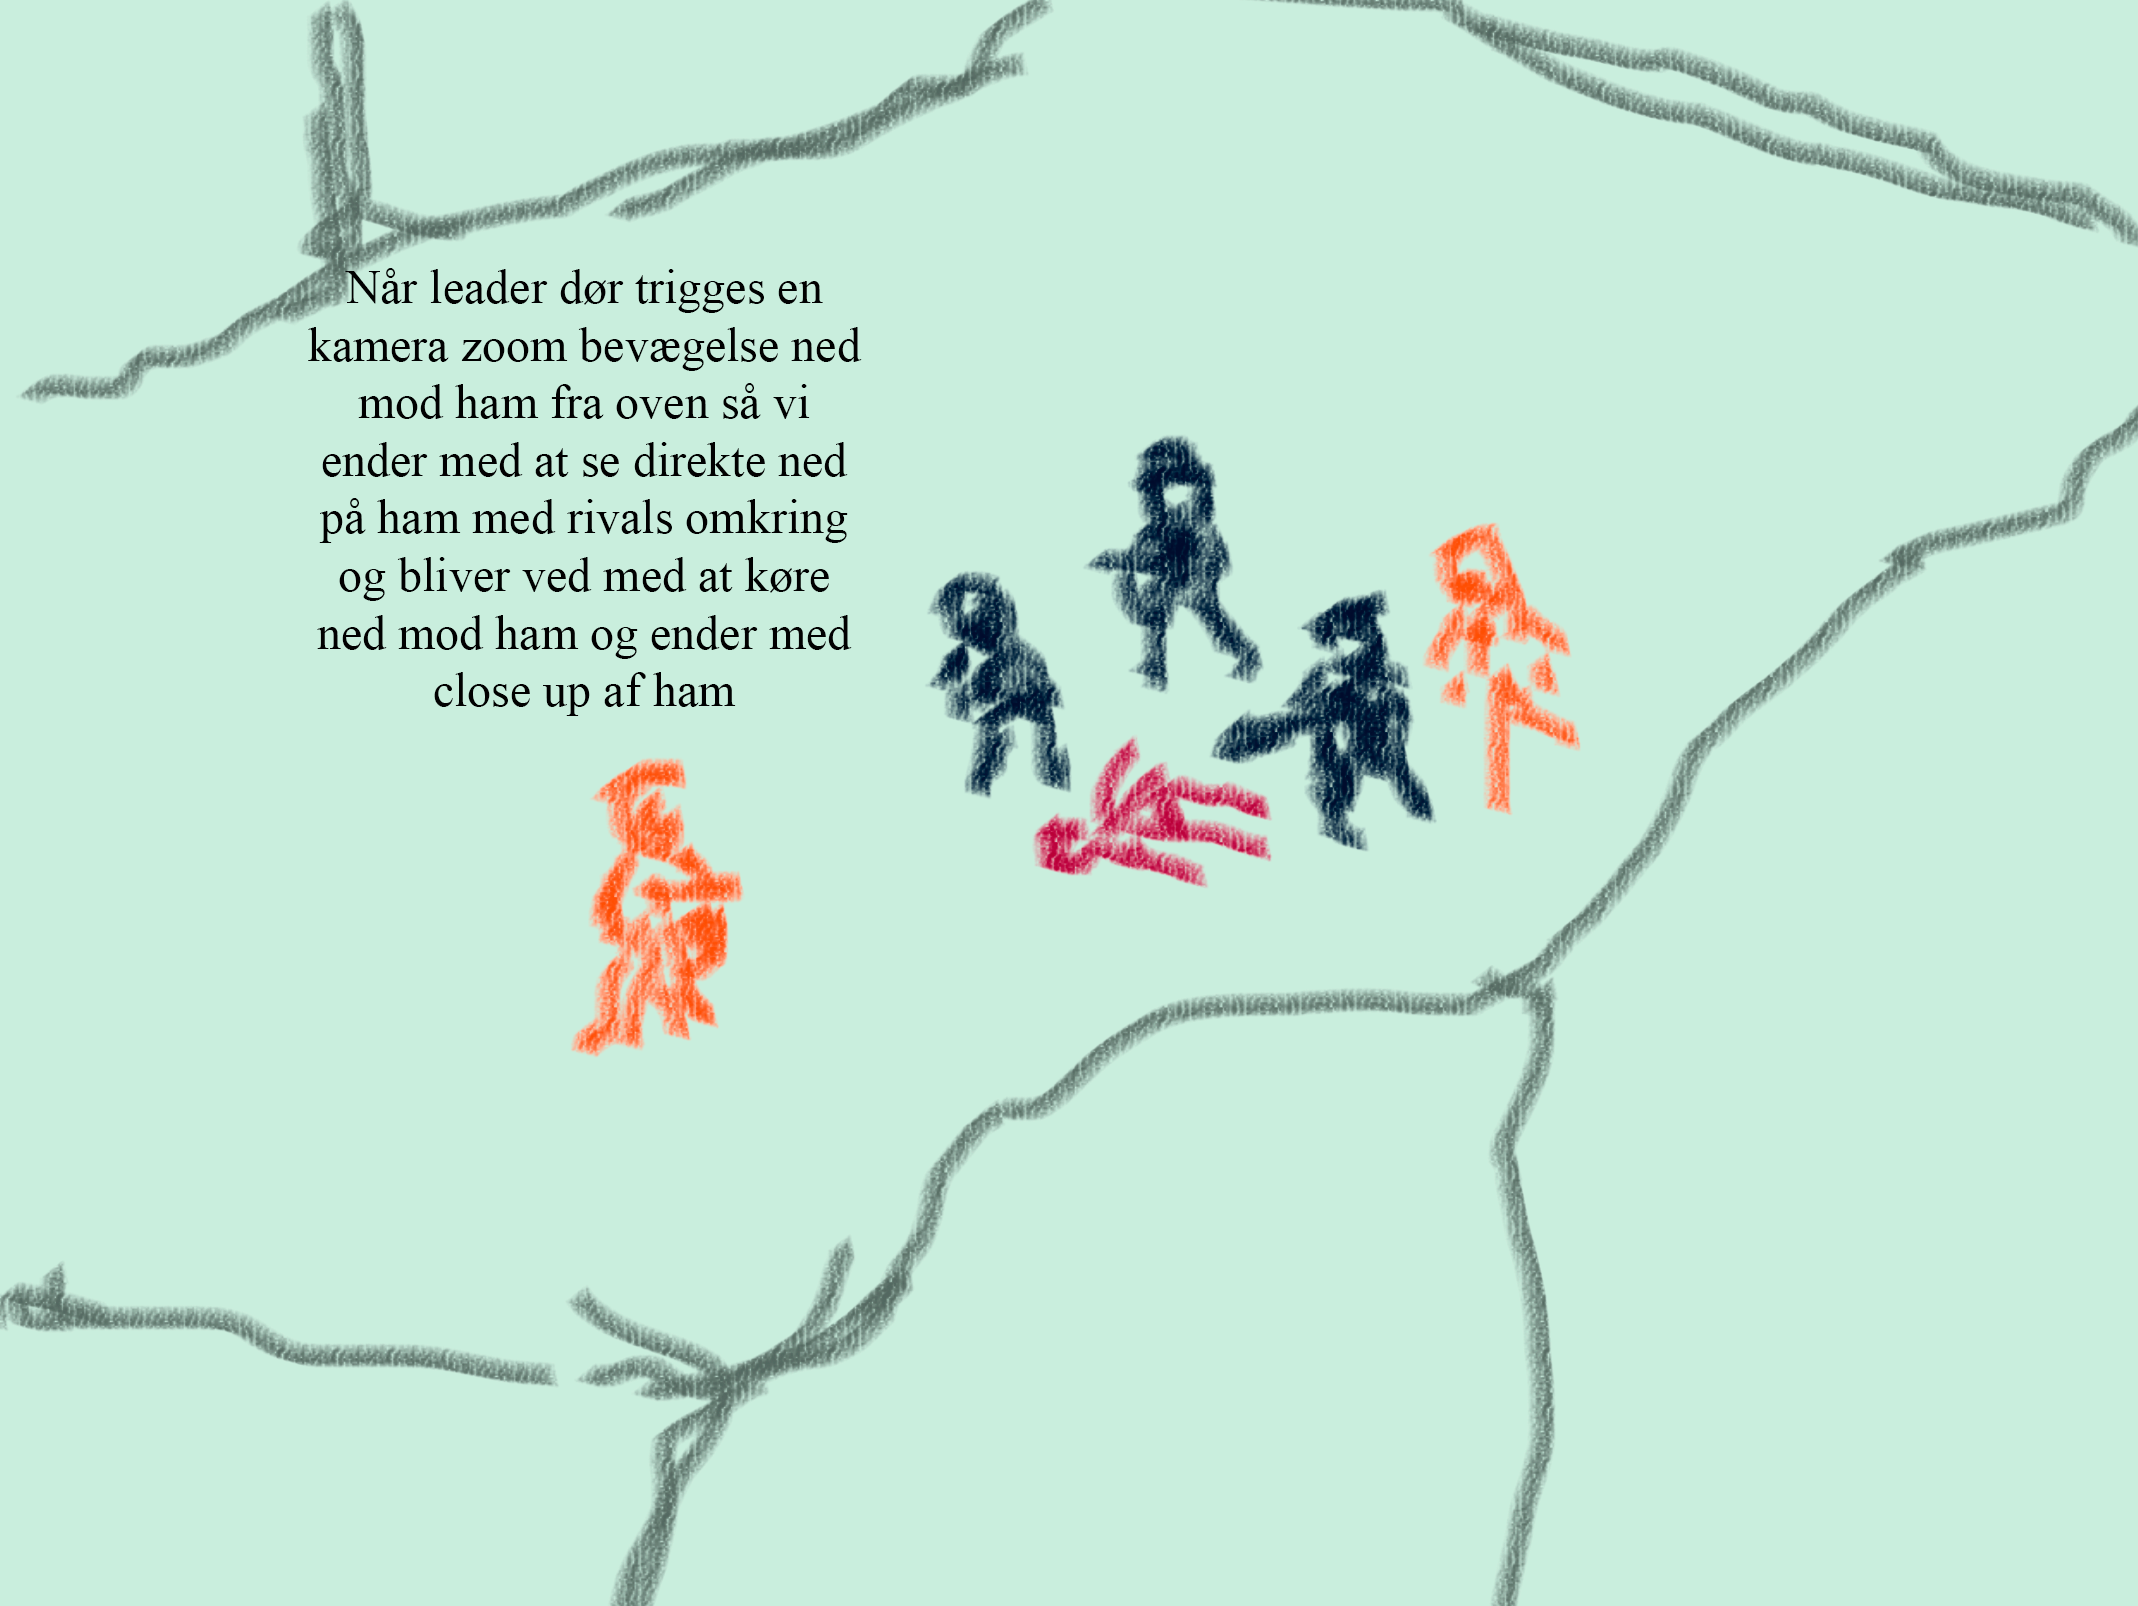 Når leader dør trigges en
kamera zoom bevægelse ned
mod ham fra oven så vi
ender med at se direkte ned
på ham med rivals omkring
og bliver ved med at køre
ned mod ham og ender med
close up af ham